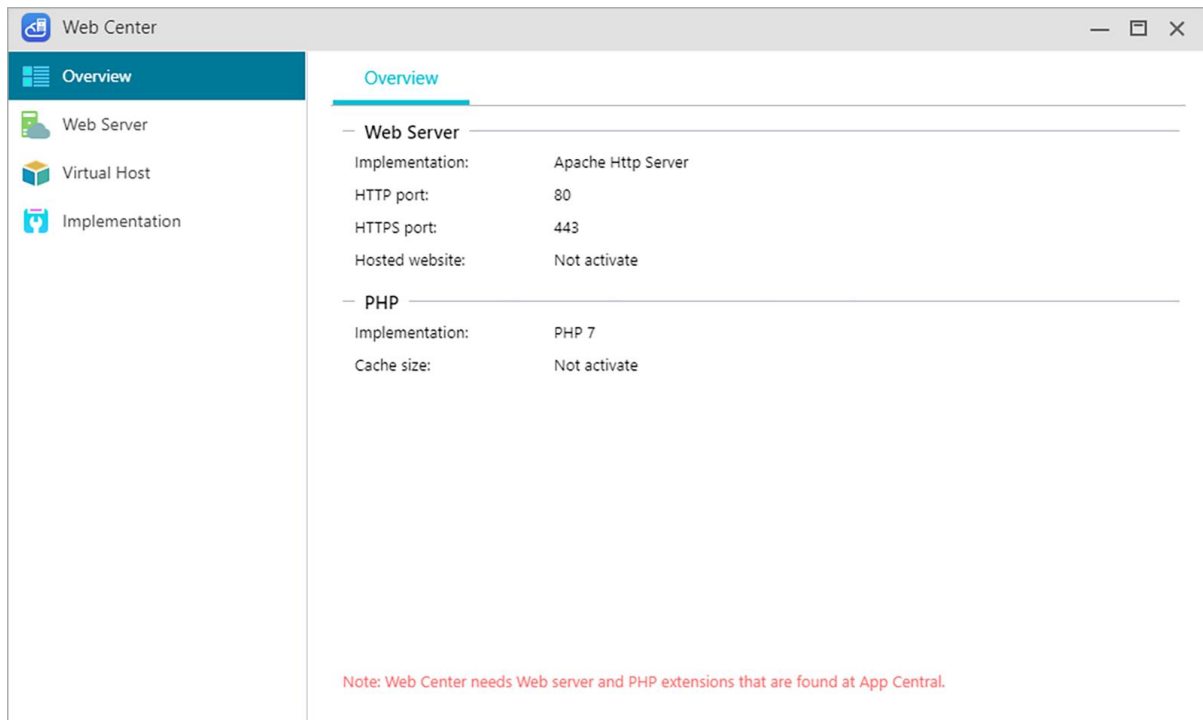 Web Center
Overview
Web Server
Virtual Host
Implementation
Overview
Web Server
Implementation: Apache Http Server
HTTP port: 80
HTTPS port: 443
Hosted website: Not activate
PHP
Implementation: PHP 7
Cache size: Not activate
Note: Web Center needs Web server and PHP extensions that are found at App Central.